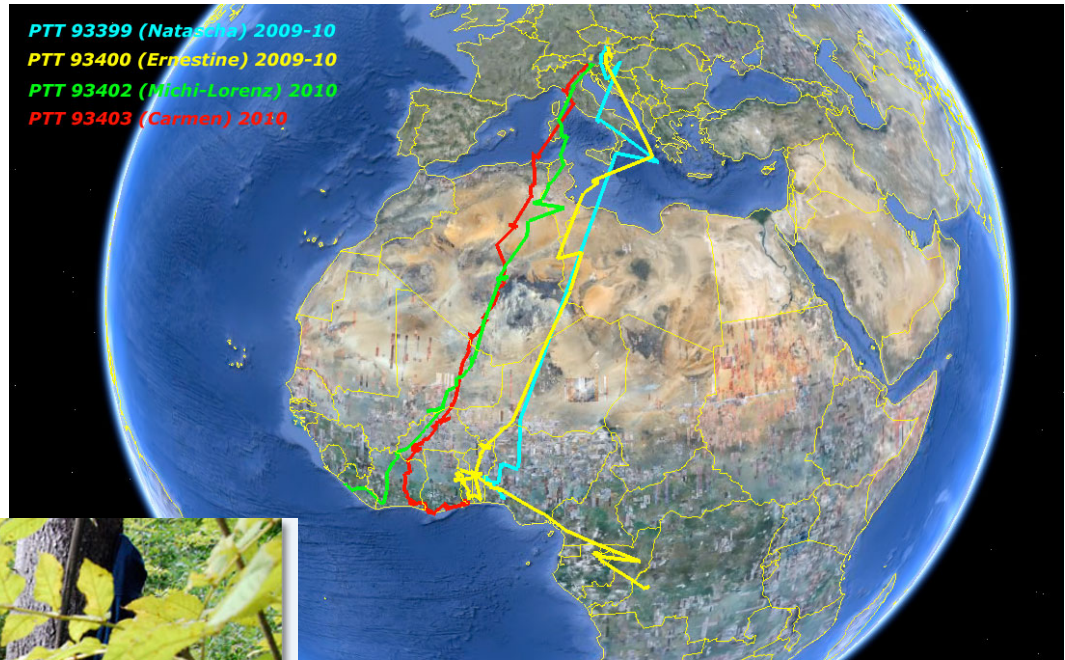 PTT 93399 (Natascha) 2009-10
PTT 93400 (Ernestine) 2009-10
PTT 93402 (Michi-Lorenz) 2010
PTT 93403 (Carmen) 2010